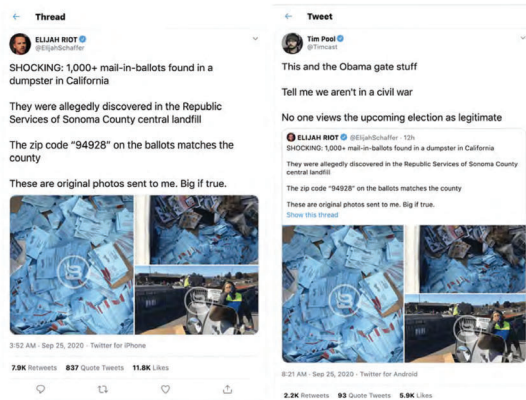 Thread
ELIJAH RIOT
@ElijahSchaffer
SHOCKING: 1,000+ mail-in-ballots found in a
dumpster in California
They were allegedly discovered in the Republic
Services of Sonoma County central landfill
The zip code "94928" on the ballots matches the
county
These are original photos sent to me. Big if true.
3:52 AM · Sep 25, 2020 · Twitter for iPhone
7.9K Retweets 837 Quote Tweets 11.8K Likes
Tweet
Tim Pool
@Timcast
This and the Obama gate stuff
Tell me we aren't in a civil war
No one views the upcoming election as legitimate
ELIJAH RIOT @ElijahSchaffer · 12h
SHOCKING: 1,000+ mail-in-ballots found in a dumpster in California
They were allegedly discovered in the Republic Services of Sonoma County
central landfill
The zip code "94928" on the ballots matches the county
These are original photos sent to me. Big if true.
Show this thread
8:21 AM · Sep 25, 2020 · Twitter for Android
2.2K Retweets 93 Quote Tweets 5.9K Likes